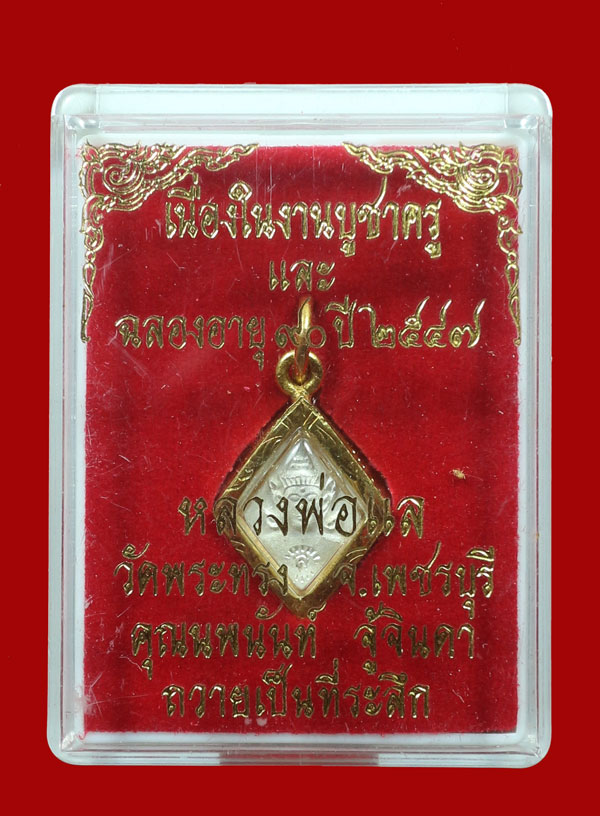 เนื่องในงานบูชาครู
และ
ฉลองอายุ ๙๐ ปี ๒๕๔๗
หลวงพ่อแล
วัดพระทรง จ.เพชรบุรี
คุณนพนันท์ จู้จินดา
ถวายเป็นที่ระลึก